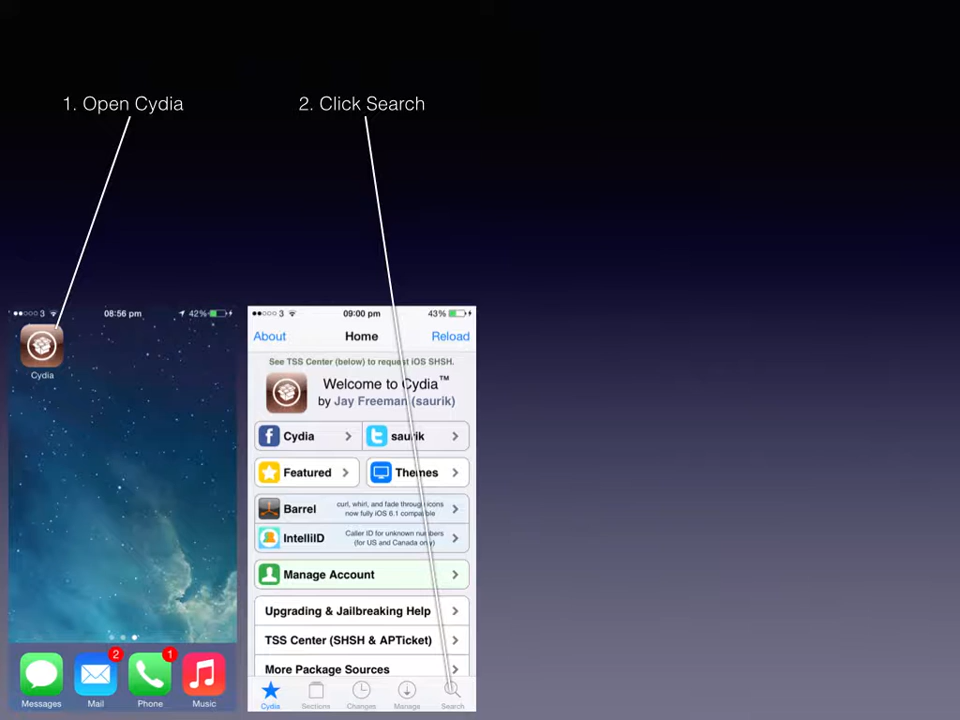 1. Open Cydia
2. Click Search
3
08:56 pm
42%
Cydia
2
1
Messages
Mail
Phone
Music
3
09:00 pm
43%
About
Home
Reload
See TSS Center (below) to request iOS SHSH.
Welcome to Cydia™
by Jay Freeman (saurik)
Cydia
saurik
Featured
Themes
Barrel
curl, whirl, and fade through icons
now fully iOS 6.1 compatible
IntelliID
Caller ID for unknown numbers
(for US and Canada only)
Manage Account
Upgrading & Jailbreaking Help
TSS Center (SHSH & APTicket)
More Package Sources
Cydia
Sections
Changes
Manage
Search